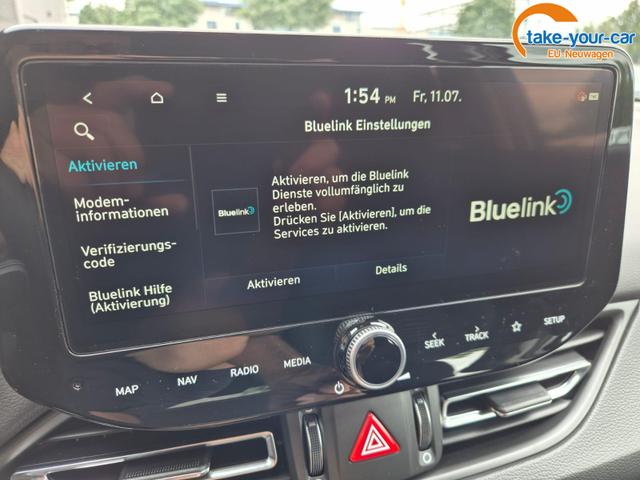 take-your-car
EU-Neuwagen
1:54 PM Fr, 11.07.
Bluelink Einstellungen
Aktivieren
Modem-
informationen
Verifizierungs-
code
Bluelink Hilfe
(Aktivierung)
Bluelink
Aktivieren, um die Bluelink
Dienste vollumfänglich zu
erleben.
Drücken Sie [Aktivieren], um die
Services zu aktivieren.
Aktivieren
Details
Bluelink
MAP
NAV
RADIO
MEDIA
SEEK
TRACK
SETUP